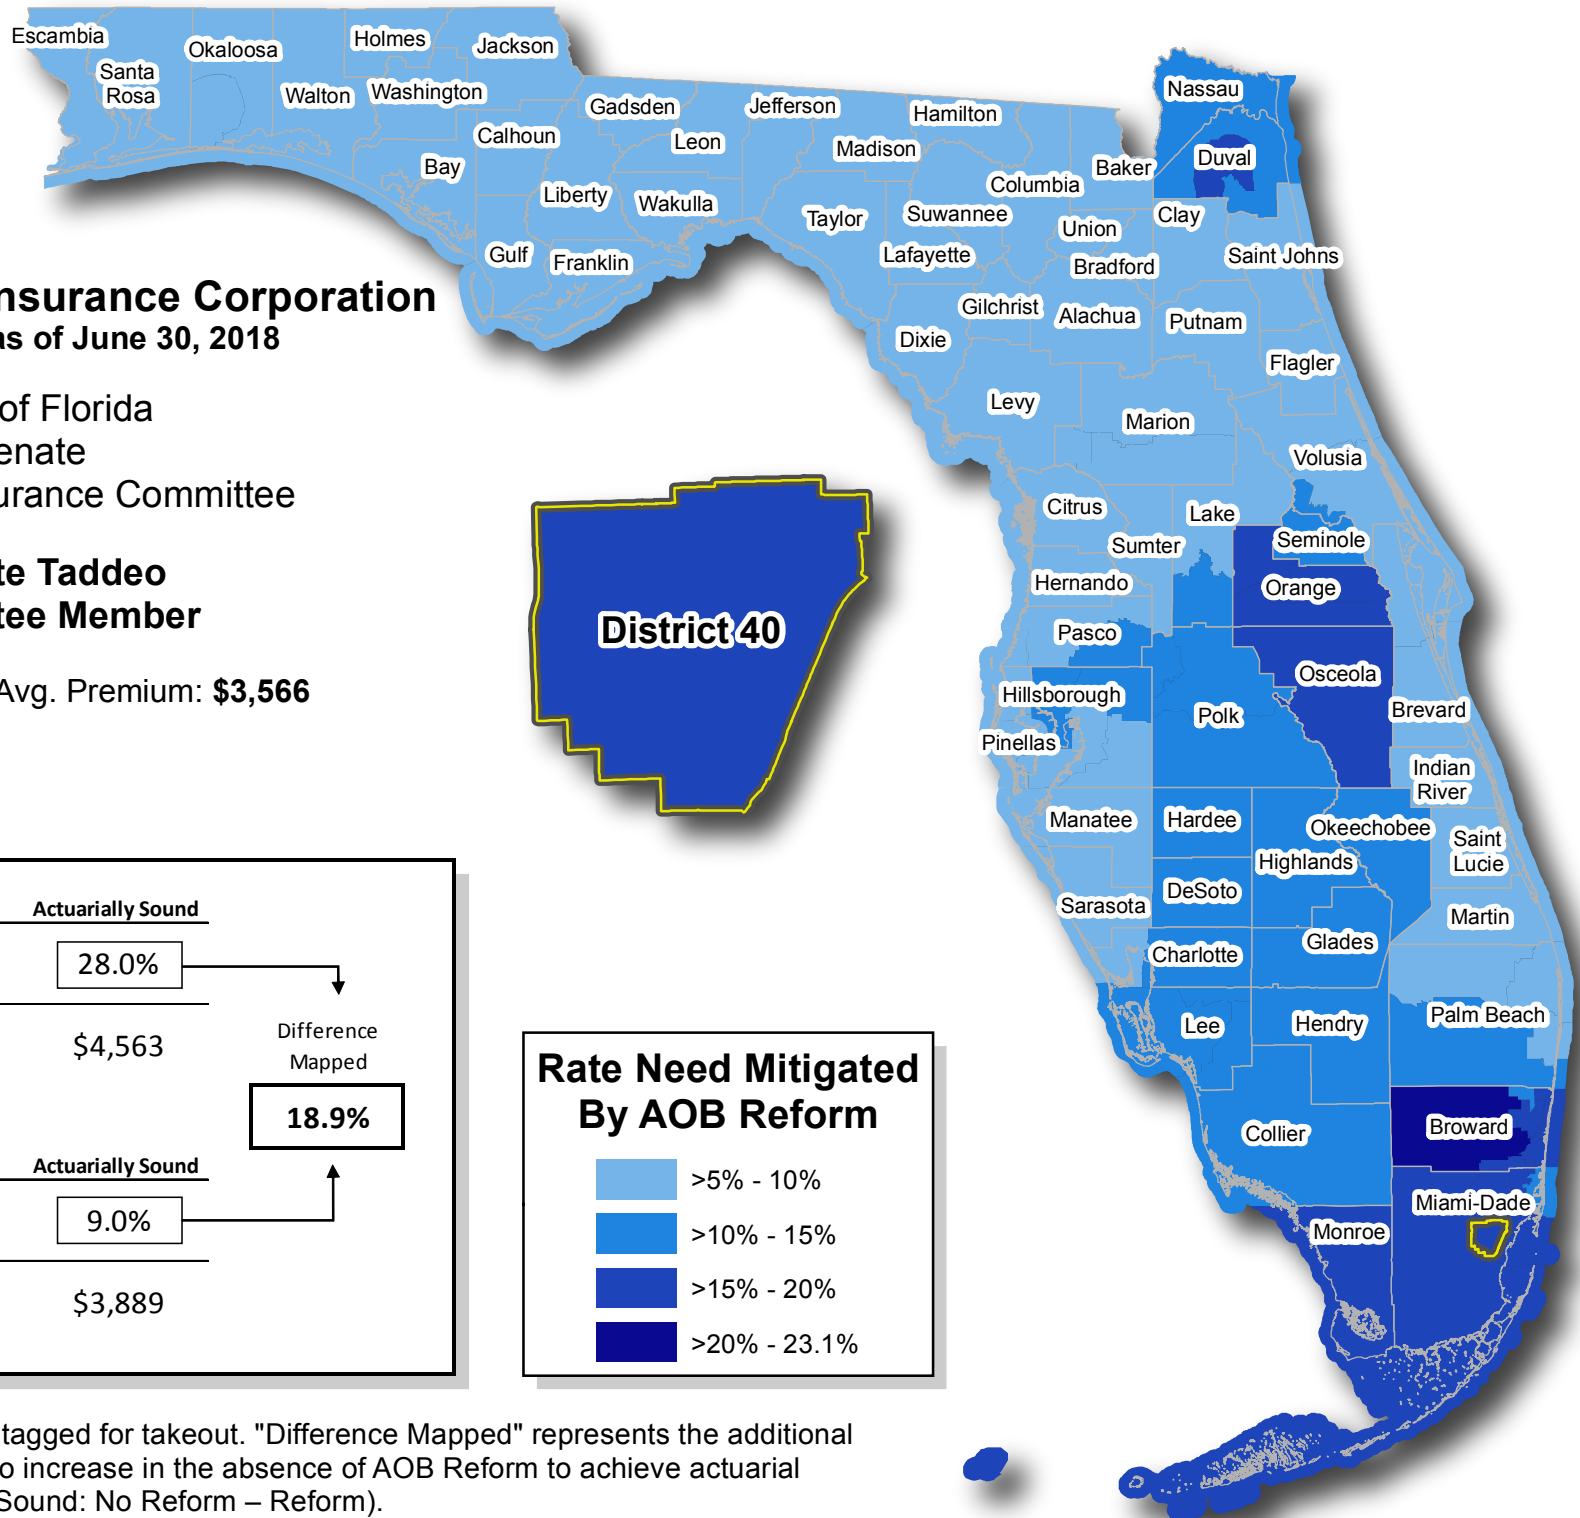 nsurance Corporation
as of June 30, 2018
of Florida
enate
urance Committee
te Taddeo
tee Member
Avg. Premium: $3,566
Actuarially Sound
28.0%
$4,563
Difference
Mapped
18.9%
Actuarially Sound
9.0%
$3,889
District 40
Rate Need Mitigated
By AOB Reform
>5% - 10%
>10% - 15%
>15% - 20%
>20% - 23.1%
Escambia
Santa
Rosa
Okaloosa
Walton
Holmes
Washington
Jackson
Bay
Calhoun
Gulf
Liberty
Franklin
Gadsden
Leon
Wakulla
Jefferson
Madison
Taylor
Hamilton
Suwannee
Lafayette
Columbia
Baker
Union
Bradford
Nassau
Duval
Clay
Saint Johns
Gilchrist
Alachua
Putnam
Dixie
Flagler
Levy
Marion
Volusia
Citrus
Lake
Sumter
Seminole
Hernando
Orange
Pasco
Osceola
Hillsborough
Polk
Brevard
Pinellas
Indian
River
Manatee
Hardee
Okeechobee
Saint
Lucie
Highlands
DeSoto
Sarasota
Martin
Glades
Charlotte
Lee
Hendry
Palm Beach
Collier
Broward
Miami-Dade
Monroe
tagged for takeout. "Difference Mapped" represents the additional
o increase in the absence of AOB Reform to achieve actuarial
Sound: No Reform – Reform).